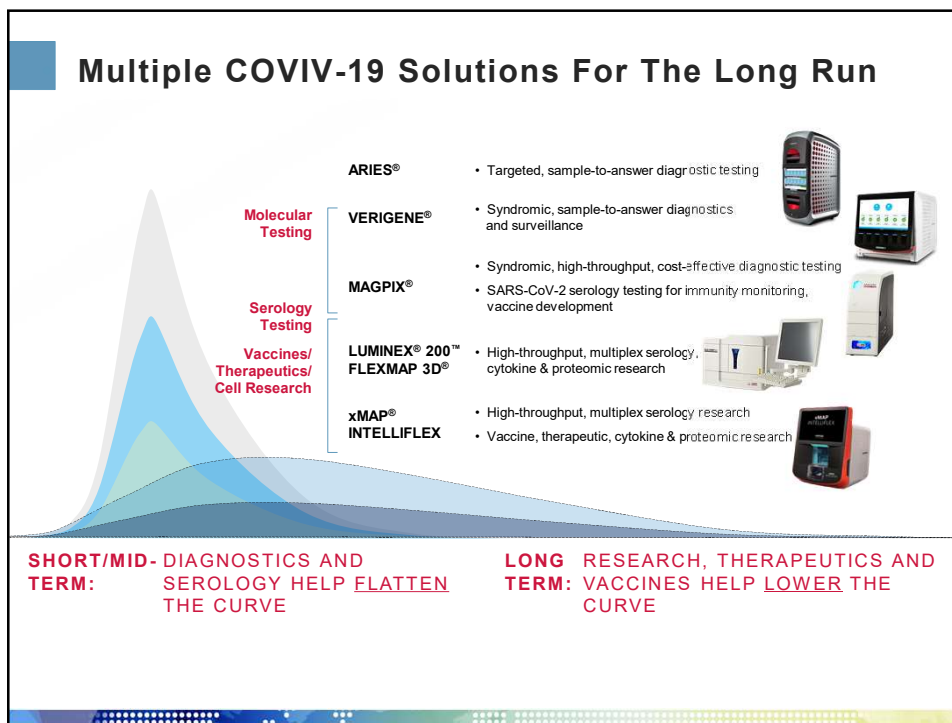 Multiple COVIV-19 Solutions For The Long Run
ARIES®
• Targeted, sample-to-answer diagnostic testing
Molecular
Testing
VERIGENE®
• Syndromic, sample-to-answer diagnostics
and surveillance
• Syndromic, high-throughput, cost-effective diagnostic testing
MAGPIX®
• SARS-CoV-2 serology testing for immunity monitoring,
vaccine development
Serology
Testing
Vaccines/
Therapeutics/
Cell Research
LUMINEX® 200™
FLEXMAP 3D®
• High-throughput, multiplex serology,
cytokine & proteomic research
xMAP®
INTELLIFLEX
• High-throughput, multiplex serology research
• Vaccine, therapeutic, cytokine & proteomic research
xMAP
INTELLIFLEX
SHORT/MID-
TERM:
DIAGNOSTICS AND
SEROLOGY HELP FLATTEN
THE CURVE
LONG
TERM:
RESEARCH, THERAPEUTICS AND
VACCINES HELP LOWER THE
CURVE